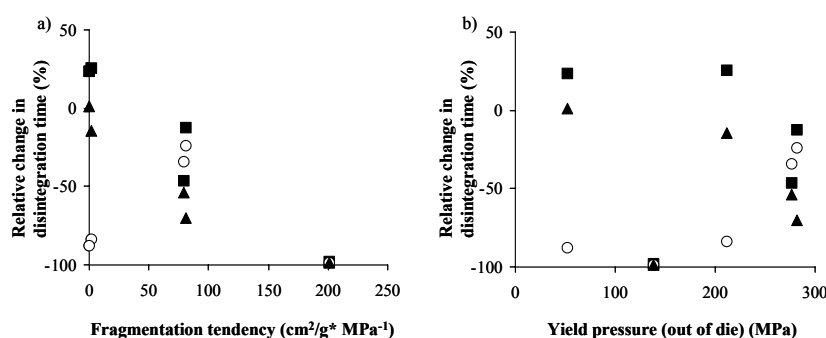 a)
50
0
-50
-100
0
50
100
150
200
250
Relative change in
disintegration time (%)
Fragmentation tendency (cm²/g* MPa⁻¹)
b)
50
0
-50
-100
0
100
200
300
Relative change in
disintegration time (%)
Yield pressure (out of die) (MPa)